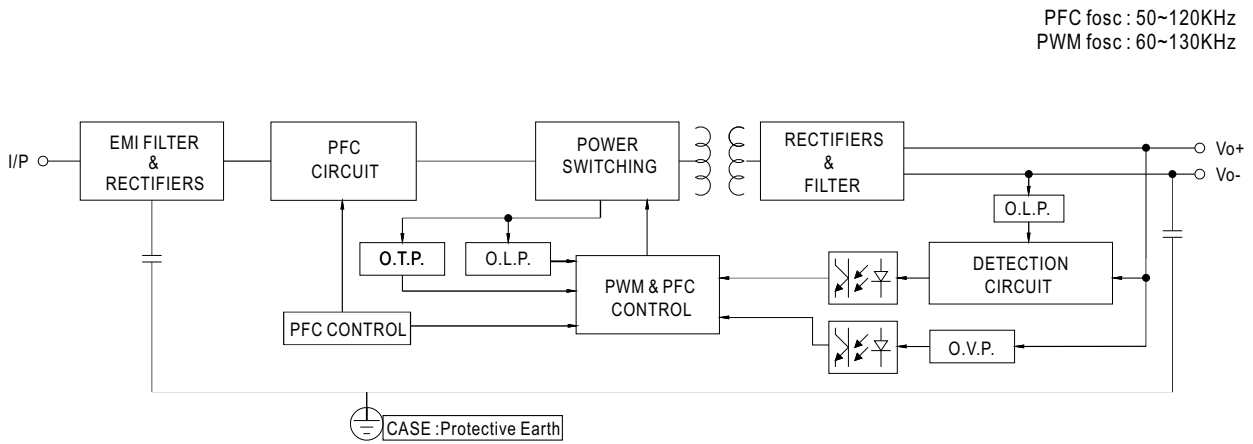 PFC fosc : 50~120KHz
PWM fosc : 60~130KHz
I/P
EMI FILTER
&
RECTIFIERS
PFC
CIRCUIT
POWER
SWITCHING
RECTIFIERS
&
FILTER
Vo+
Vo-
O.L.P.
O.T.P.
O.L.P.
PWM & PFC
CONTROL
DETECTION
CIRCUIT
PFC CONTROL
O.V.P.
CASE : Protective Earth